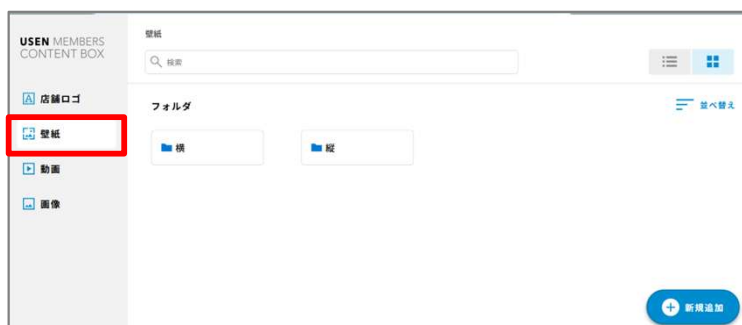 USEN MEMBERS
CONTENT BOX
店舗ロゴ
壁紙
動画
画像
壁紙
検索
フォルダ
並べ替え
横
縦
新規追加